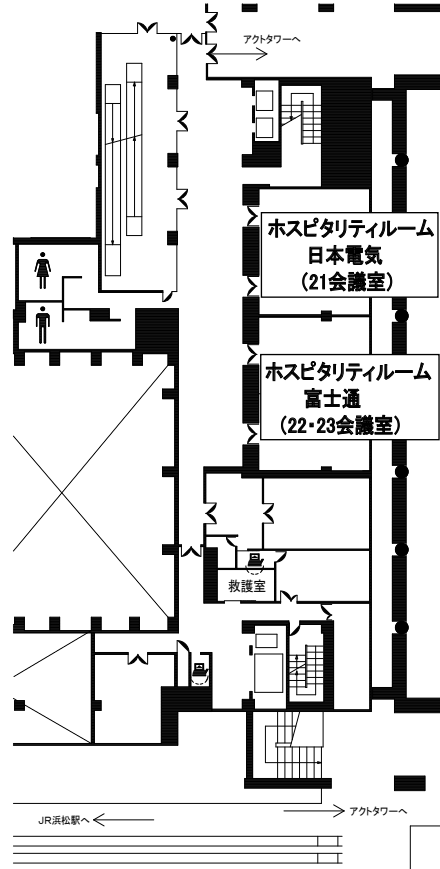 アクトタワーへ
ホスピタリティルーム
日本電気
(21会議室)
ホスピタリティルーム
富士通
(22・23会議室)
救護室
アクトタワーへ
JR浜松駅へ